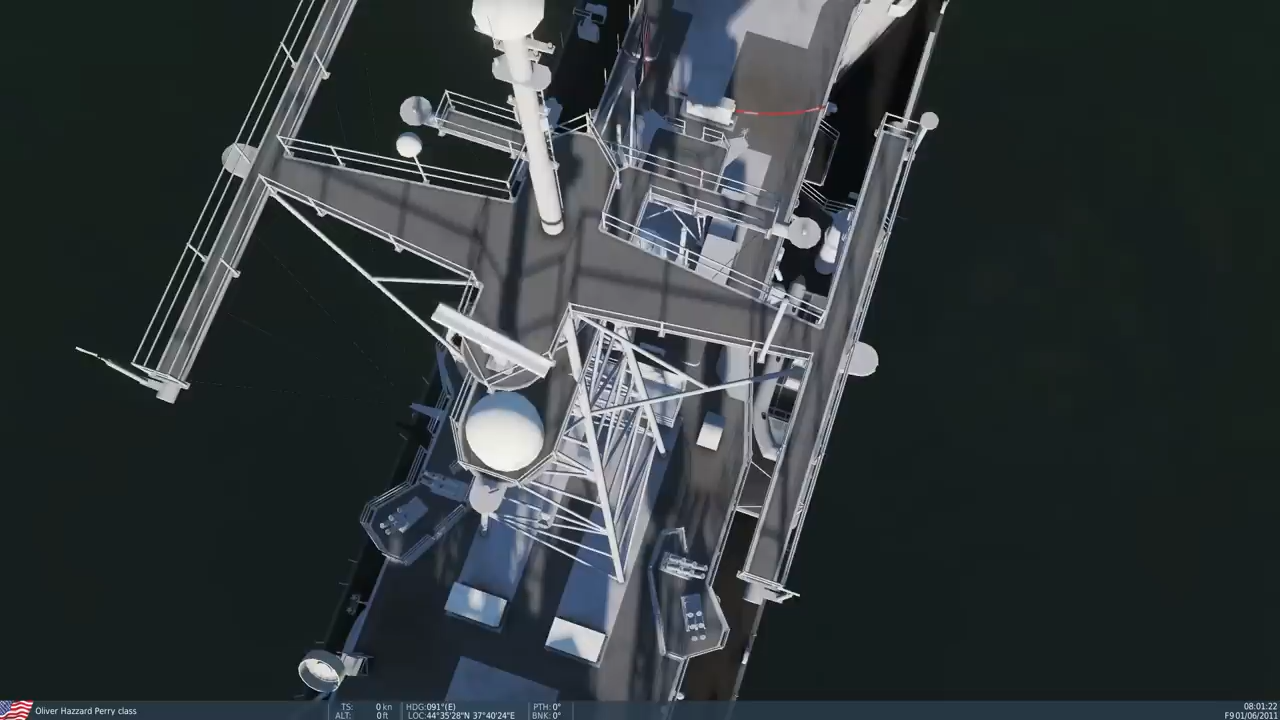 Oliver Hazzard Perry class
TS: 0 kn
ALT: 0 ft
HDG:091°(E)
LOC:44°35'28"N 37°40'24"E
PTH: 0°
BNK: 0°
08:01:22
F9 01/06/2011